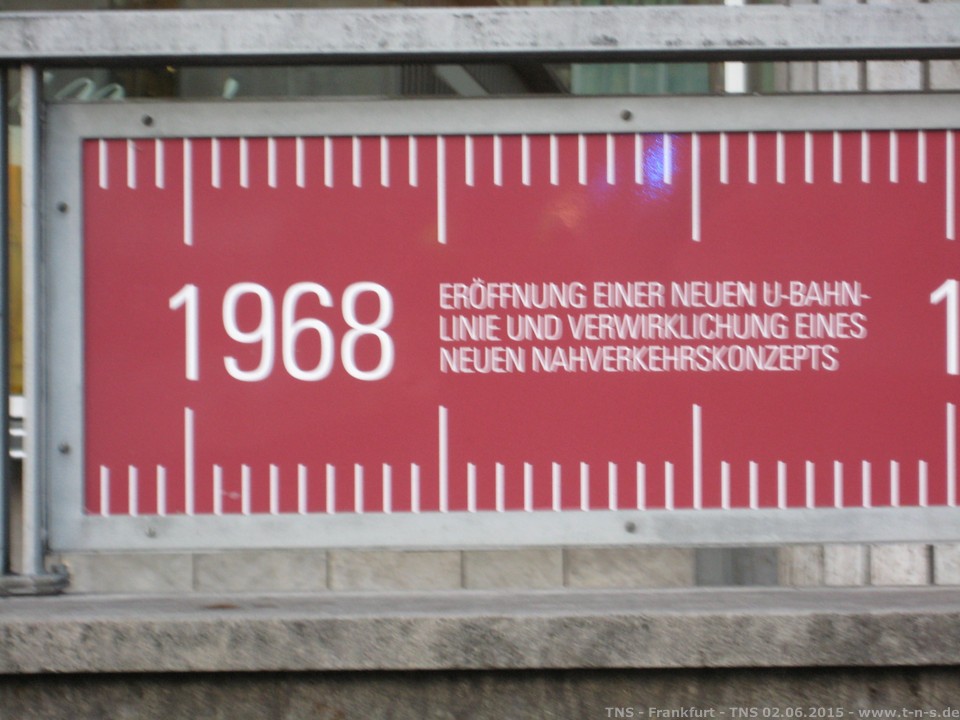 1968
ERÖFFNUNG EINER NEUEN U-BAHN-
LINIE UND VERWIRKLICHUNG EINES
NEUEN NAHVERKEHRSKONZEPTS
1
TNS - Frankfurt - TNS 02.06.2015 - www.t-n-s.de